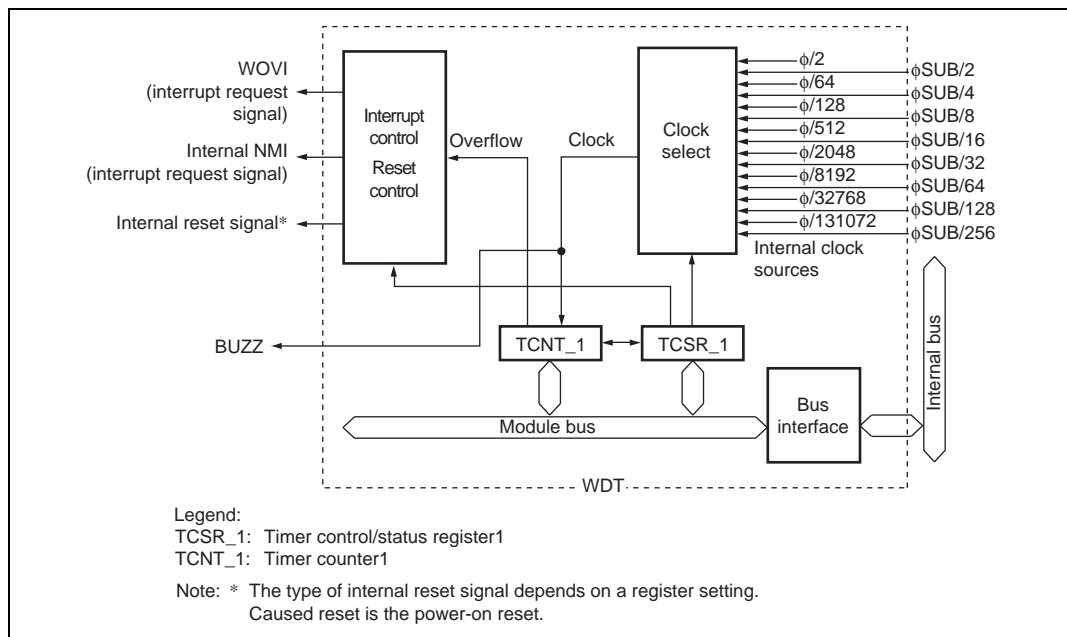 WOVI
(interrupt request
signal)
Internal NMI
(interrupt request signal)
Internal reset signal*
BUZZ
Interrupt
control
Reset
control
Overflow
Clock
Clock
select
ϕ/2
ϕ/64
ϕ/128
ϕ/512
ϕ/2048
ϕ/8192
ϕ/32768
ϕ/131072
Internal clock
sources
ϕSUB/2
ϕSUB/4
ϕSUB/8
ϕSUB/16
ϕSUB/32
ϕSUB/64
ϕSUB/128
ϕSUB/256
TCNT_1
TCSR_1
Module bus
Bus
interface
Internal bus
WDT
Legend:
TCSR_1: Timer control/status register1
TCNT_1: Timer counter1
Note: * The type of internal reset signal depends on a register setting.
Caused reset is the power-on reset.